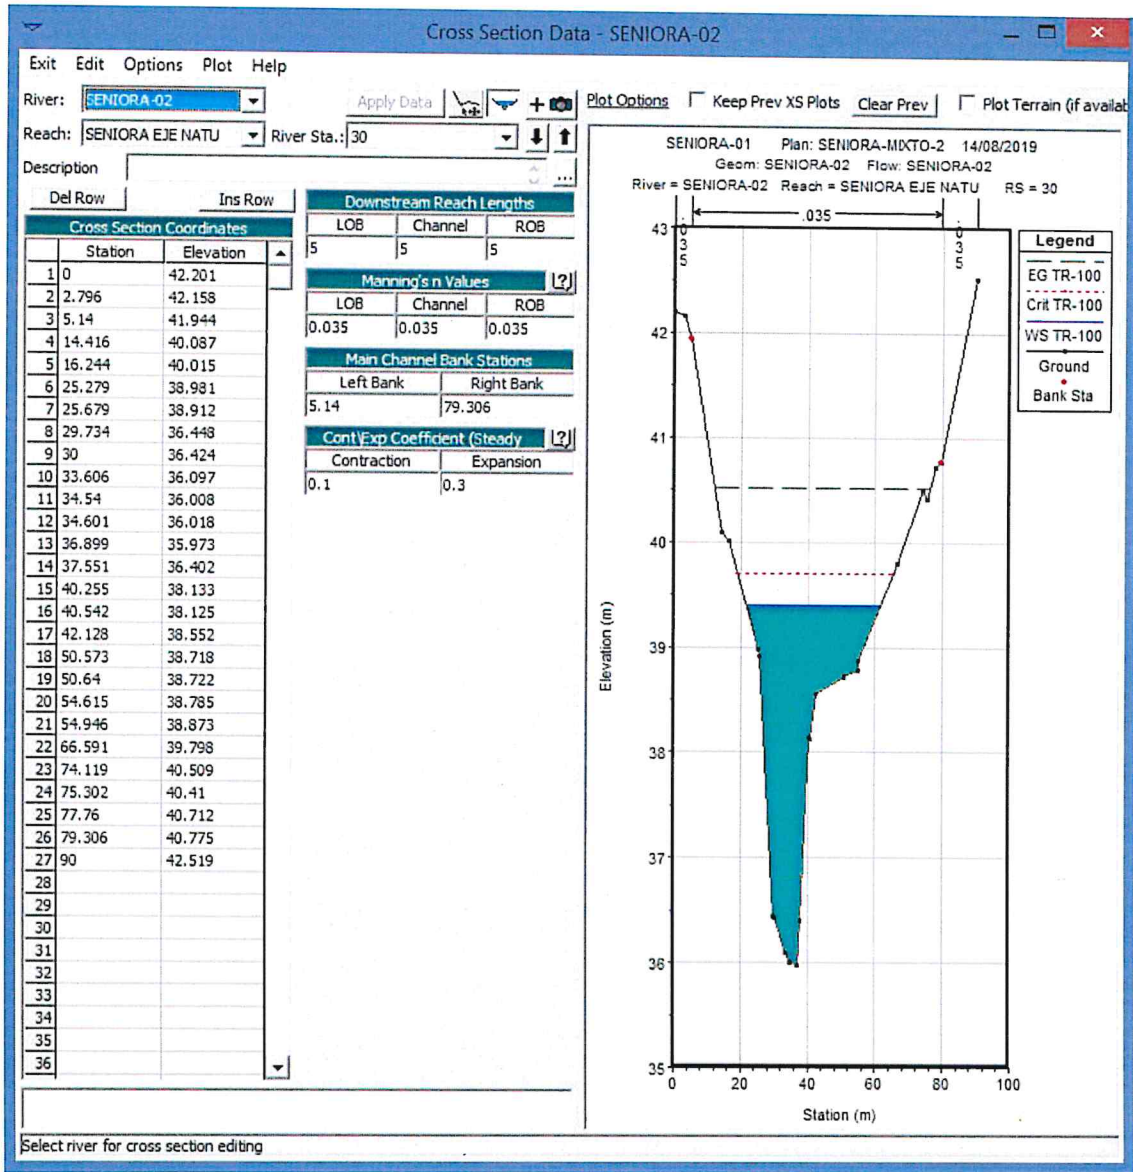 Cross Section Data - SENIORA-02
Exit Edit Options Plot Help
River: SENIORA-02 Apply Data
Reach: SENIORA EJE NATU River Sta.: 30
Description ...
Del Row Ins Row
Cross Section Coordinates
Station Elevation
1 0 42.201
2 2.796 42.158
3 5.14 41.944
4 14.416 40.087
5 16.244 40.015
6 25.279 38.981
7 25.679 38.912
8 29.734 36.448
9 30 36.424
10 33.606 36.097
11 34.54 36.008
12 34.601 36.018
13 36.899 35.973
14 37.551 36.402
15 40.255 38.133
16 40.542 38.125
17 42.128 38.552
18 50.573 38.718
19 50.64 38.722
20 54.615 38.785
21 54.946 38.873
22 66.591 39.798
23 74.119 40.509
24 75.302 40.41
25 77.76 40.712
26 79.306 40.775
27 90 42.519
28
29
30
31
32
33
34
35
36
Downstream Reach Lengths
LOB Channel ROB
5 5 5
Manning's n Values ?
LOB Channel ROB
0.035 0.035 0.035
Main Channel Bank Stations
Left Bank Right Bank
5.14 79.306
Cont\Exp Coefficient (Steady ?
Contraction Expansion
0.1 0.3
Plot Options Keep Prev XS Plots Clear Prev Plot Terrain (if availab
SENIORA-01 Plan: SENIORA-MIXTO-2 14/08/2019
Geom: SENIORA-02 Flow: SENIORA-02
River = SENIORA-02 Reach = SENIORA EJE NATU RS = 30
.035
.035
.035
43
42
41
40
39
38
37
36
35
Elevation (m)
0 20 40 60 80 100
Station (m)
Legend
EG TR-100
Crit TR-100
WS TR-100
Ground
Bank Sta
Select river for cross section editing